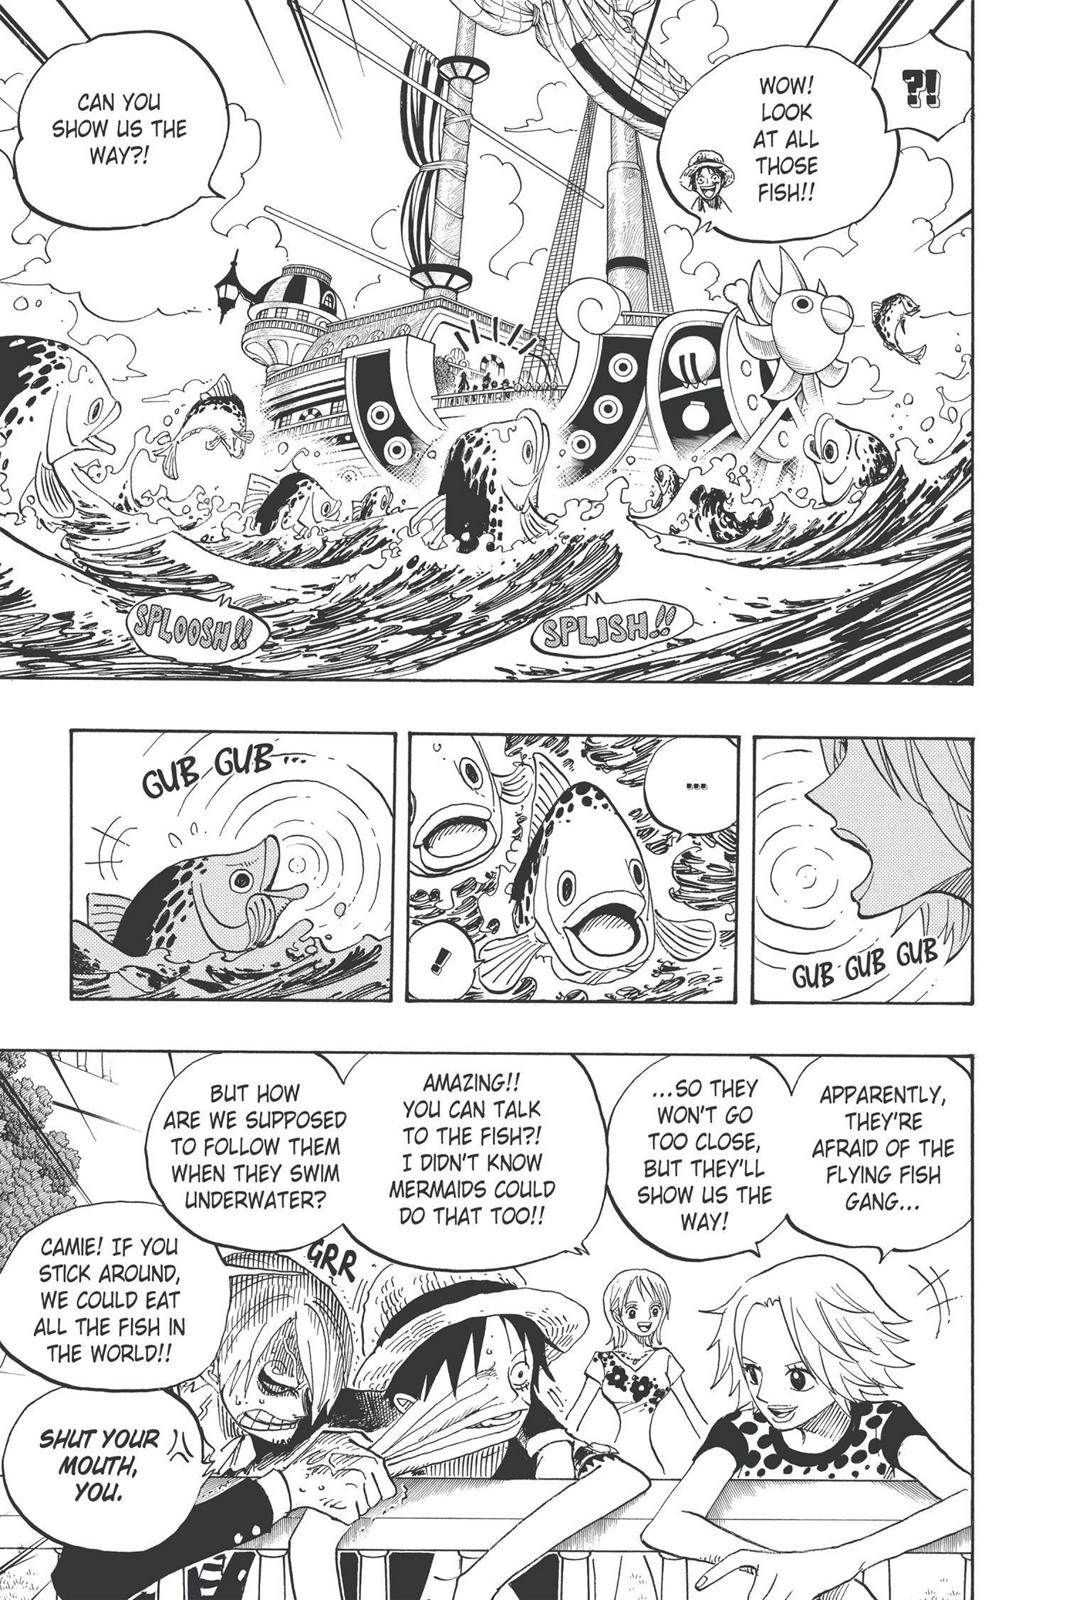 ?!
WOW!
LOOK
AT ALL
THOSE
FISH!!
CAN YOU
SHOW US THE
WAY?!
SPLISH!!
SPLOOSH!!
GUB GUB GUB
...
!
GUB GUB...
APPARENTLY,
THEY'RE
AFRAID OF THE
FLYING FISH
GANG...
...SO THEY
WON'T GO
TOO CLOSE,
BUT THEY'LL
SHOW US THE
WAY!
AMAZING!!
YOU CAN TALK
TO THE FISH?!
I DIDN'T KNOW
MERMAIDS COULD
DO THAT TOO!!
BUT HOW
ARE WE SUPPOSED
TO FOLLOW THEM
WHEN THEY SWIM
UNDERWATER?
GRR
CAMIE! IF YOU
STICK AROUND,
WE COULD EAT
ALL THE FISH IN
THE WORLD!!
SHUT YOUR
MOUTH,
YOU.